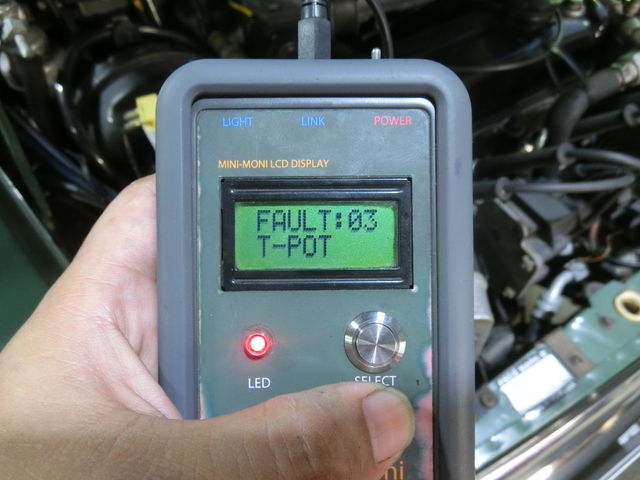 LIGHT LINK POWER
MINI-MONI LCD DISPLAY
FAULT:03
T-POT
LED SELECT